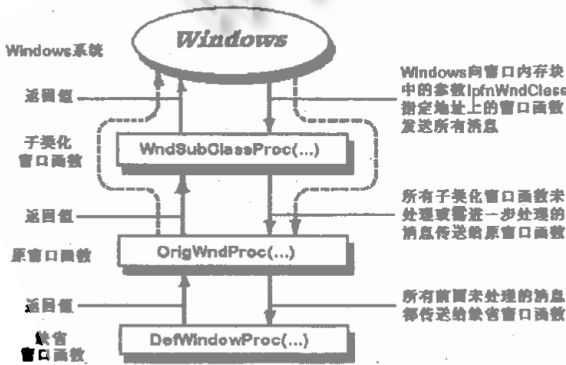 Windows系统
Windows
返回值
Windows向窗口内存块
中的参数lpfnWndClass
指定地址上的窗口函数
发送所有消息
子类化
窗口函数
WndSubClassProc(...)
返回值
所有子类化窗口函数未
处理或需进一步处理的
消息传送给原窗口函数
原窗口函数
OrigWndProc(...)
返回值
所有前面未处理的消息
都传送给缺省窗口函数
缺省
窗口函数
DefWindowProc(...)